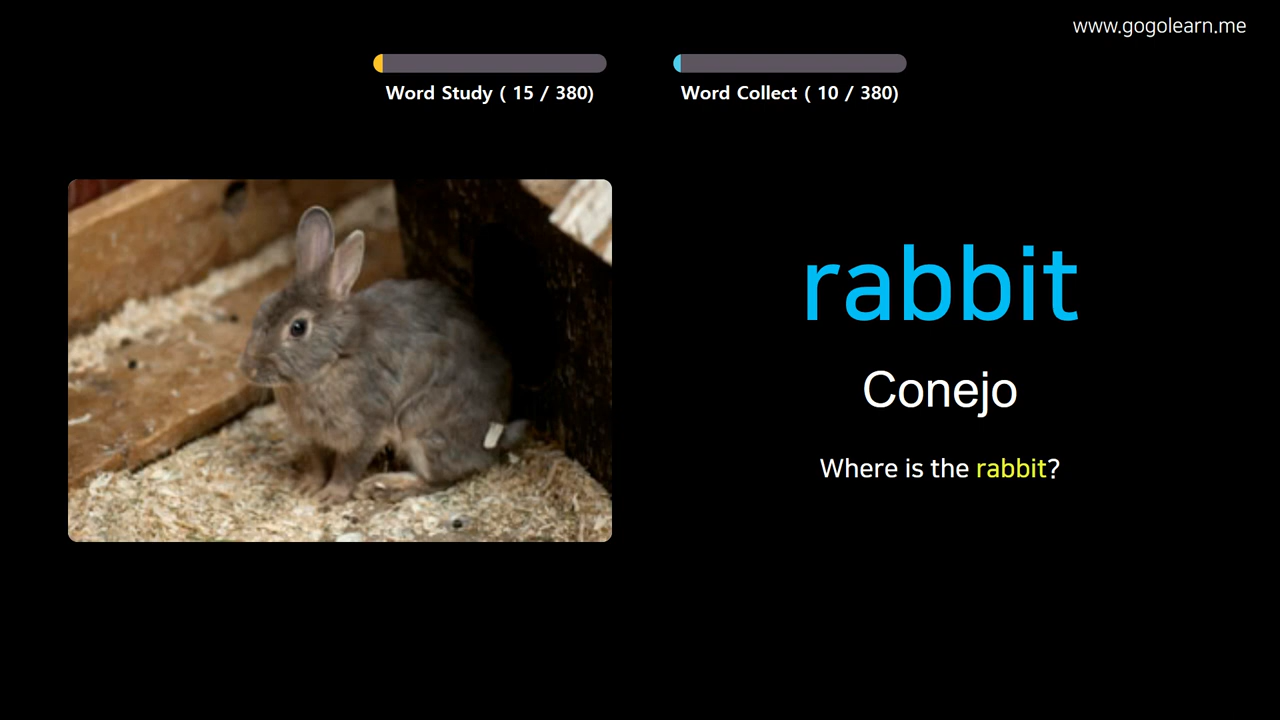 www.gogolearn.me
Word Study ( 15 / 380)
Word Collect ( 10 / 380)
rabbit
Conejo
Where is the rabbit?